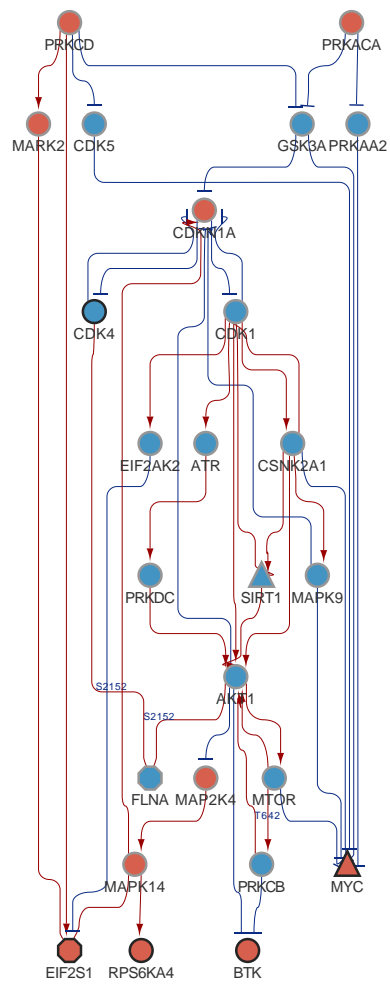 PRKCD PRKACA
MARK2 CDK5 GSK3A PRKAA2
CDKN1A
CDK4 CDK1
EIF2AK2 ATR CSNK2A1
PRKDC SIRT1 MAPK9
AKT1
S2152
S2152
FLNA MAP2K4 MTOR
T642
MAPK14 PRKCB MYC
EIF2S1 RPS6KA4 BTK